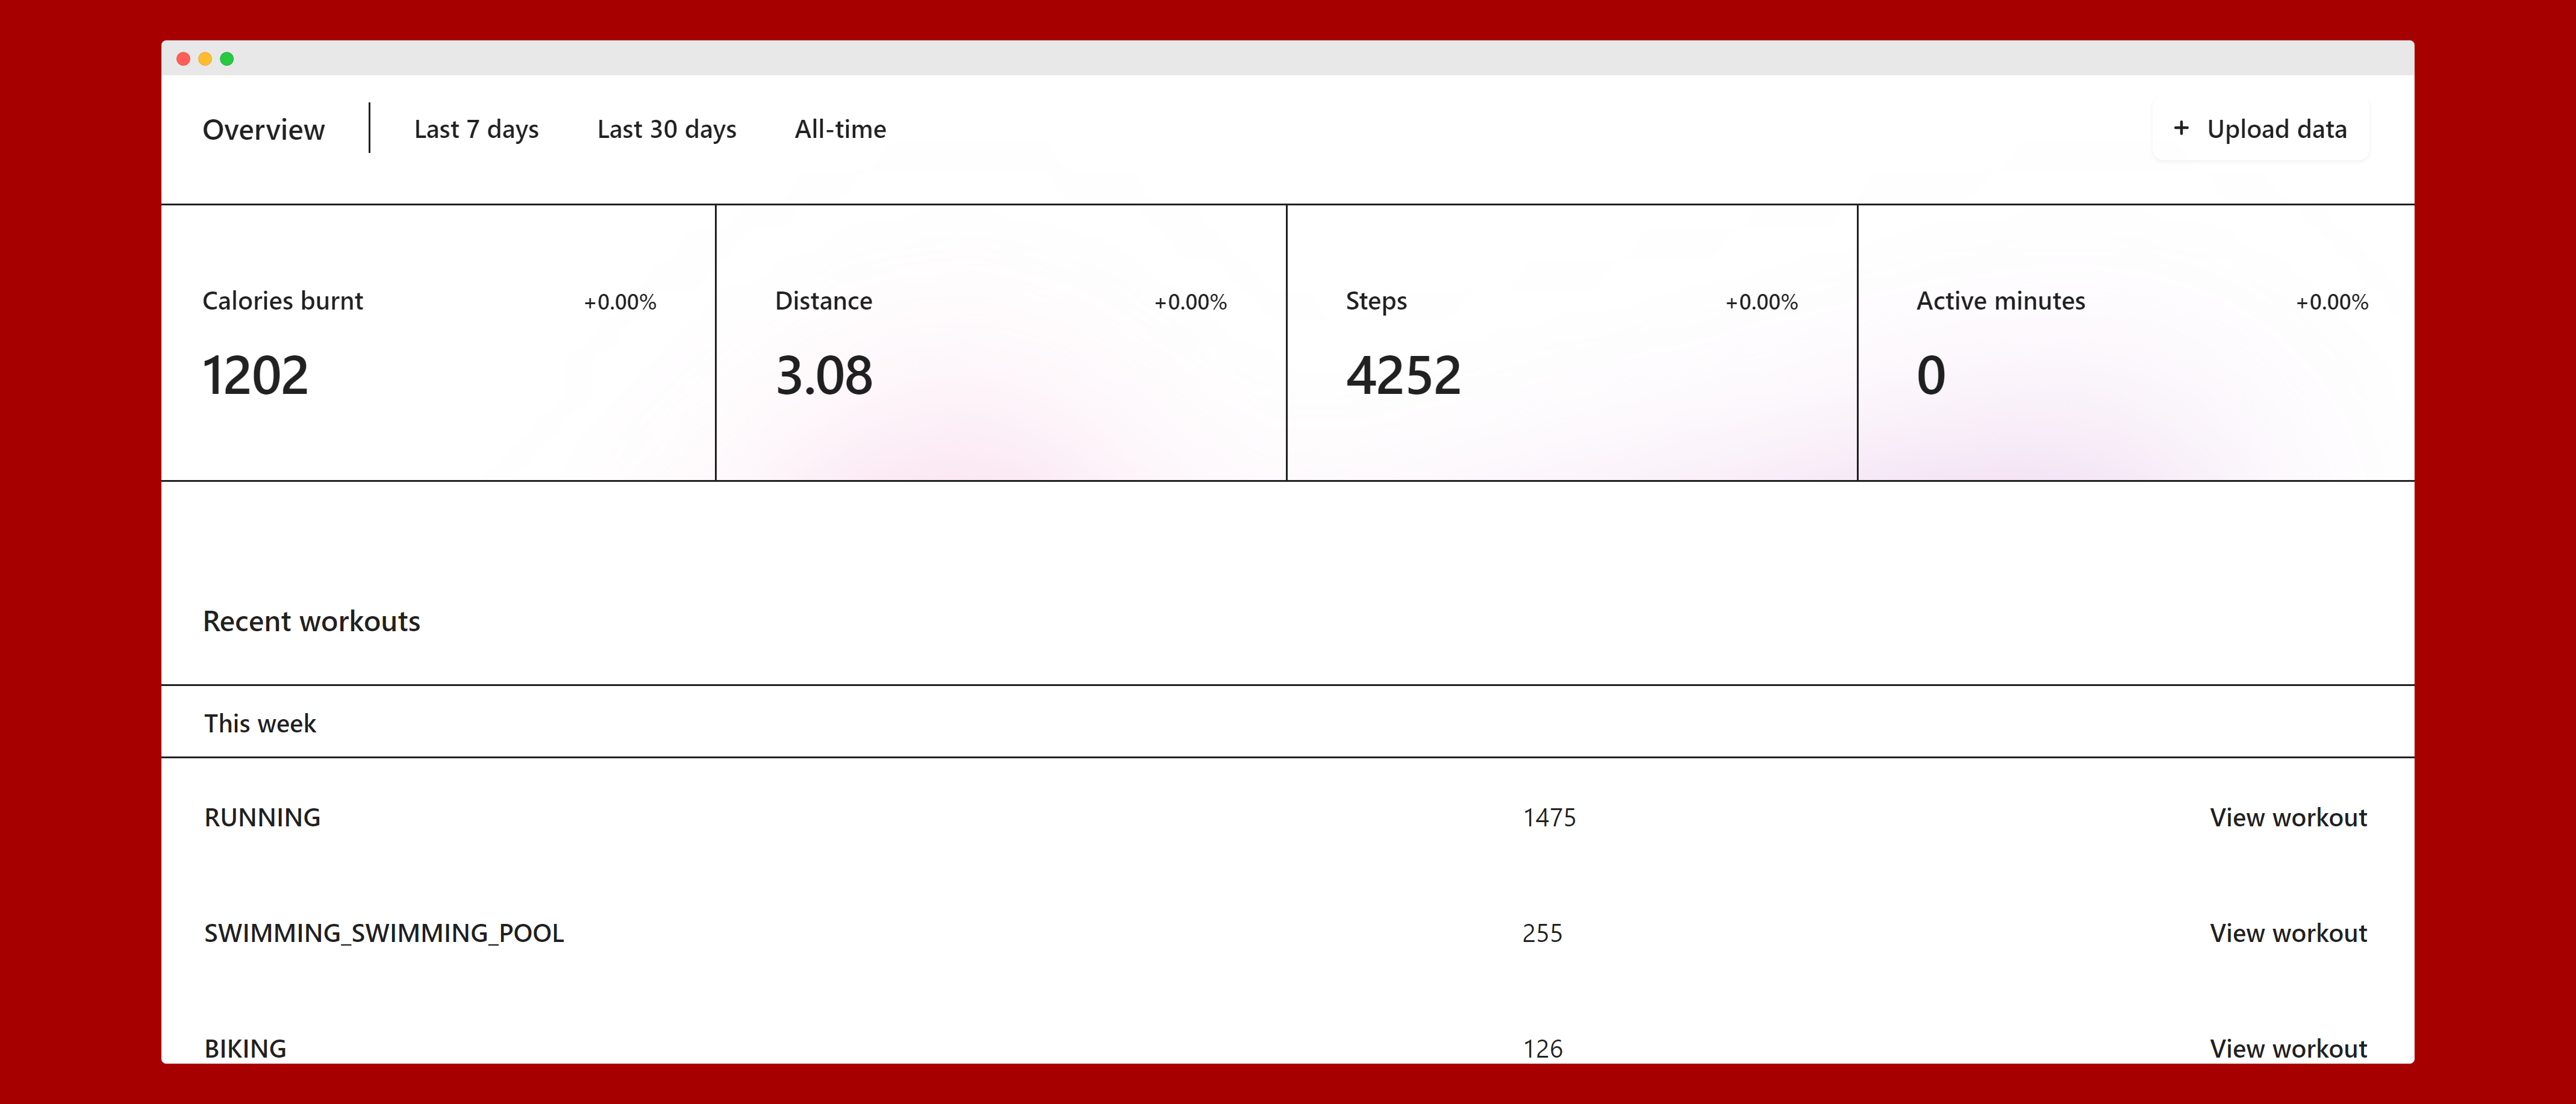 Overview Last 7 days Last 30 days All-time + Upload data
Calories burnt +0.00% Distance +0.00% Steps +0.00% Active minutes +0.00%
1202 3.08 4252 0
Recent workouts
This week
RUNNING 1475 View workout
SWIMMING_SWIMMING_POOL 255 View workout
BIKING 126 View workout